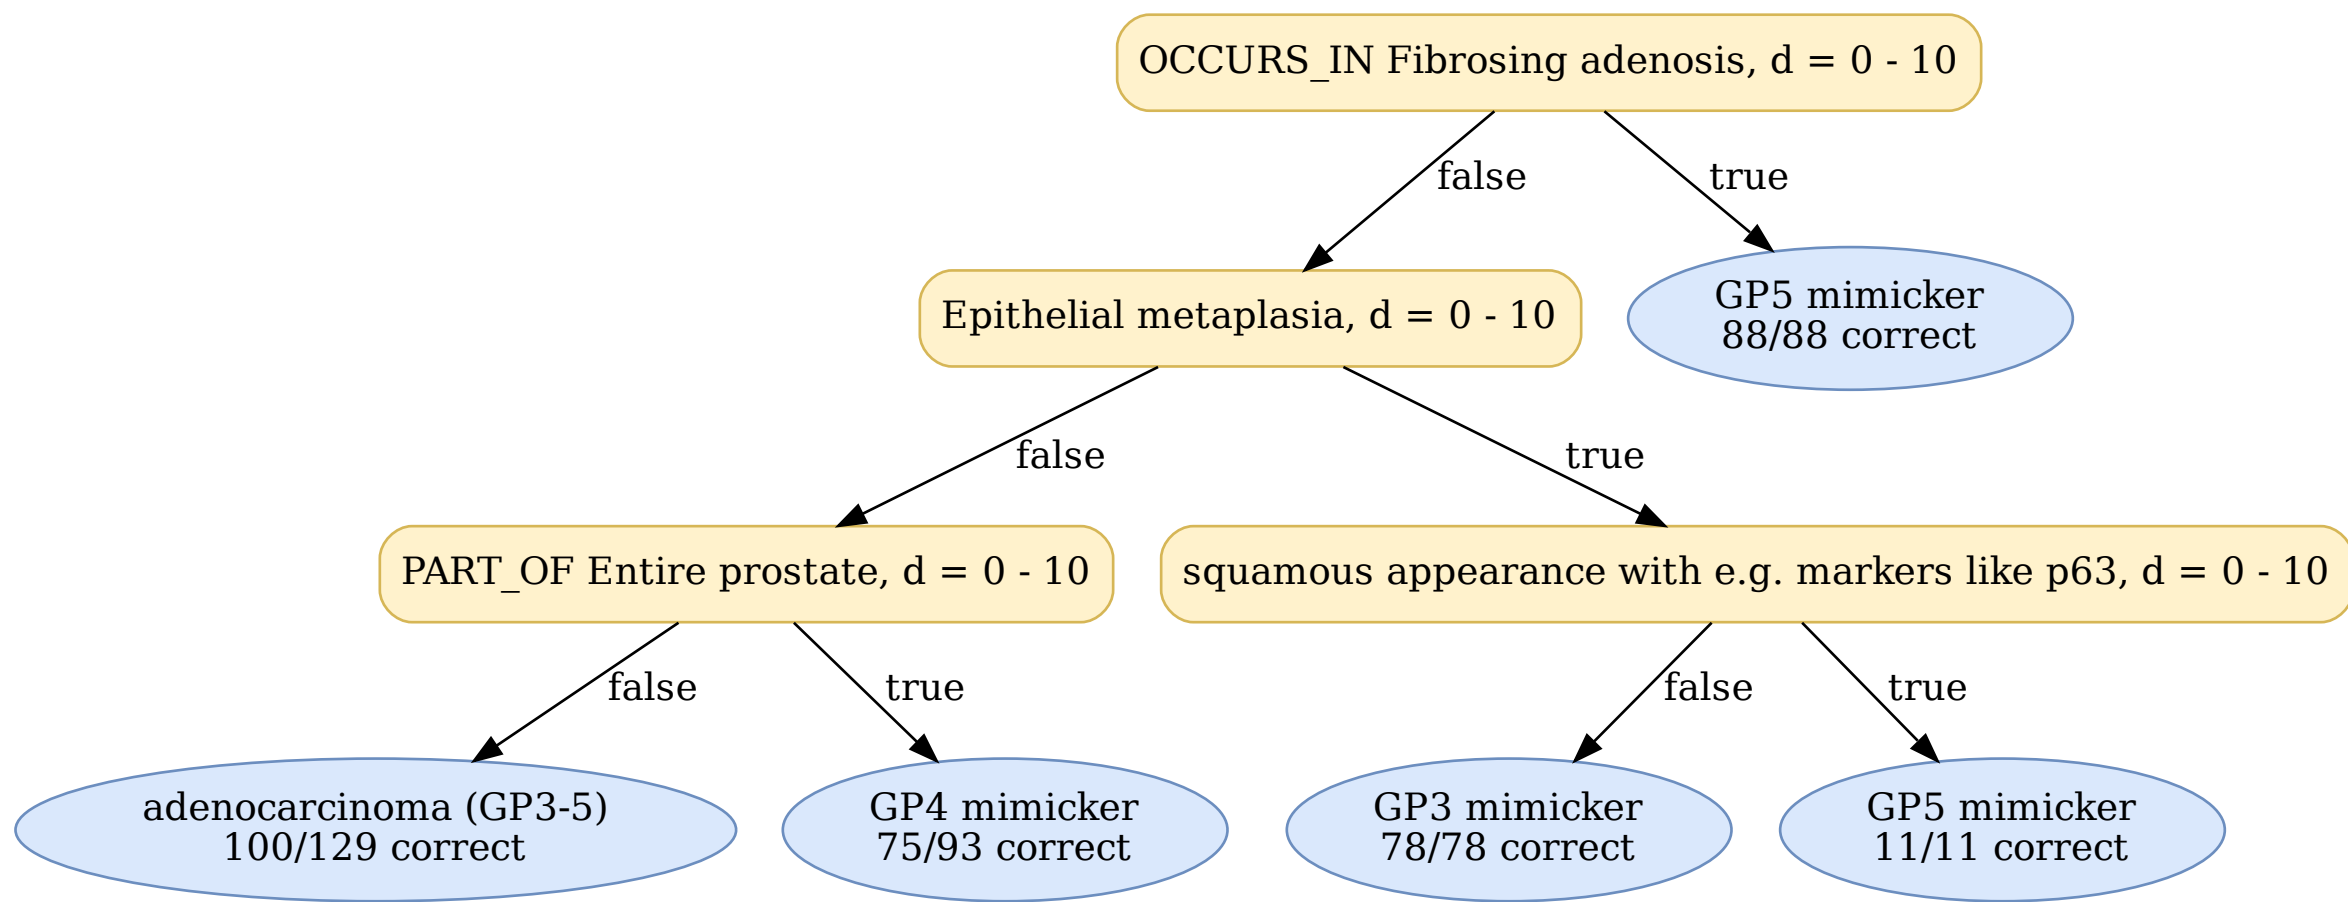 OCCURS_IN Fibrosing adenosis, d = 0 - 10
false
true
Epithelial metaplasia, d = 0 - 10
GP5 mimicker
88/88 correct
false
true
PART_OF Entire prostate, d = 0 - 10
squamous appearance with e.g. markers like p63, d = 0 - 10
false
true
false
true
adenocarcinoma (GP3-5)
100/129 correct
GP4 mimicker
75/93 correct
GP3 mimicker
78/78 correct
GP5 mimicker
11/11 correct